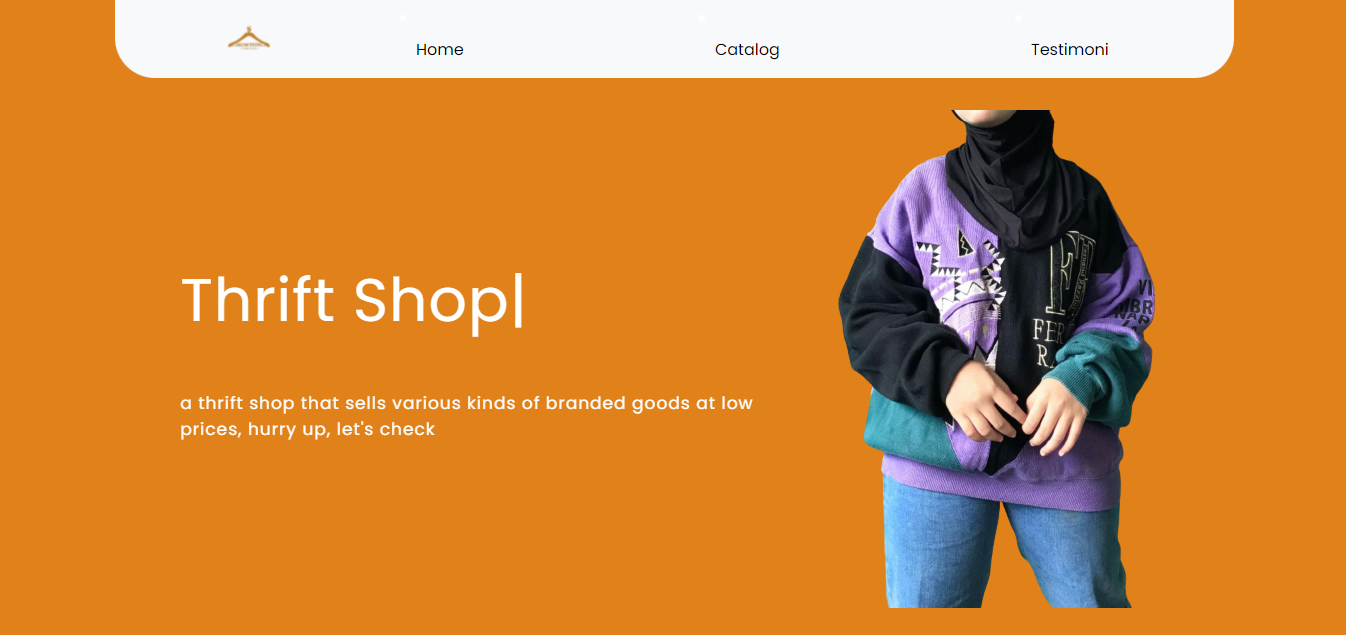 Home
Catalog
Testimoni
Thrift Shop|
a thrift shop that sells various kinds of branded goods at low
prices, hurry up, let's check